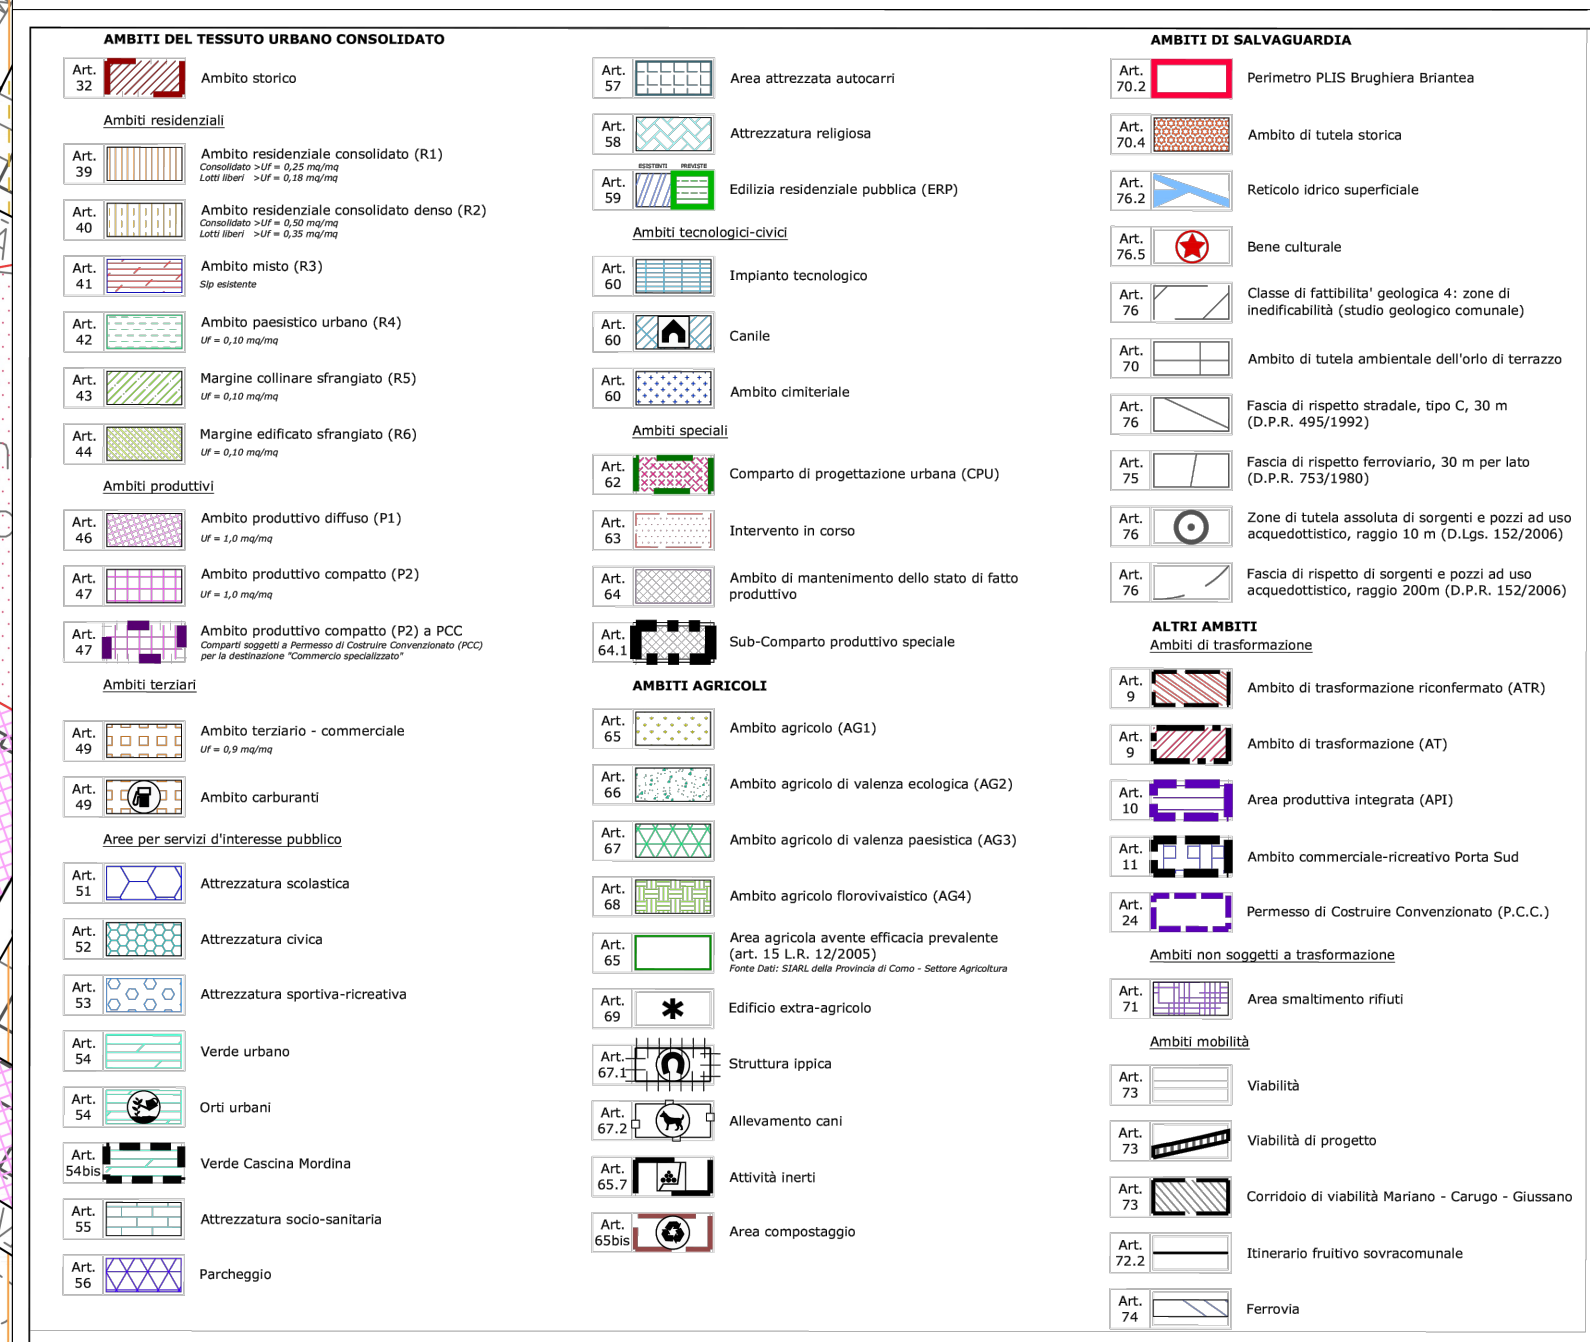 AMBITI DEL TESSUTO URBANO CONSOLIDATO
Art. 32 Ambito storico
Ambiti residenziali
Art. 39 Ambito residenziale consolidato (R1)
Consolidato >Uf = 0,25 mq/mq
Lotti liberi >Uf = 0,18 mq/mq
Art. 40 Ambito residenziale consolidato denso (R2)
Consolidato >Uf = 0,50 mq/mq
Lotti liberi >Uf = 0,35 mq/mq
Art. 41 Ambito misto (R3)
Slp esistente
Art. 42 Ambito paesistico urbano (R4)
Uf = 0,10 mq/mq
Art. 43 Margine collinare sfrangiato (R5)
Uf = 0,10 mq/mq
Art. 44 Margine edificato sfrangiato (R6)
Uf = 0,10 mq/mq
Ambiti produttivi
Art. 46 Ambito produttivo diffuso (P1)
Uf = 1,0 mq/mq
Art. 47 Ambito produttivo compatto (P2)
Uf = 1,0 mq/mq
Art. 47 Ambito produttivo compatto (P2) a PCC
Comparti soggetti a Permesso di Costruire Convenzionato (PCC)
per la destinazione "Commercio specializzato"
Ambiti terziari
Art. 49 Ambito terziario - commerciale
Uf = 0,9 mq/mq
Art. 49 Ambito carburanti
Aree per servizi d'interesse pubblico
Art. 51 Attrezzatura scolastica
Art. 52 Attrezzatura civica
Art. 53 Attrezzatura sportiva-ricreativa
Art. 54 Verde urbano
Art. 54 Orti urbani
Art. 54bis Verde Cascina Mordina
Art. 55 Attrezzatura socio-sanitaria
Art. 56 Parcheggio
Art. 57 Area attrezzata autocarri
Art. 58 Attrezzatura religiosa
ESISTENTI PREVISTE
Art. 59 Edilizia residenziale pubblica (ERP)
Ambiti tecnologici-civici
Art. 60 Impianto tecnologico
Art. 60 Canile
Art. 60 Ambito cimiteriale
Ambiti speciali
Art. 62 Comparto di progettazione urbana (CPU)
Art. 63 Intervento in corso
Art. 64 Ambito di mantenimento dello stato di fatto
produttivo
Art. 64.1 Sub-Comparto produttivo speciale
AMBITI AGRICOLI
Art. 65 Ambito agricolo (AG1)
Art. 66 Ambito agricolo di valenza ecologica (AG2)
Art. 67 Ambito agricolo di valenza paesistica (AG3)
Art. 68 Ambito agricolo florovivaistico (AG4)
Art. 65 Area agricola avente efficacia prevalente
(art. 15 L.R. 12/2005)
Fonte Dati: SIARL della Provincia di Como - Settore Agricoltura
Art. 69 Edificio extra-agricolo
Art. 67.1 Struttura ippica
Art. 67.2 Allevamento cani
Art. 65.7 Attività inerti
Art. 65bis Area compostaggio
AMBITI DI SALVAGUARDIA
Art. 70.2 Perimetro PLIS Brughiera Briantea
Art. 70.4 Ambito di tutela storica
Art. 76.2 Reticolo idrico superficiale
Art. 76.5 Bene culturale
Art. 76 Classe di fattibilita' geologica 4: zone di
inedificabilità (studio geologico comunale)
Art. 70 Ambito di tutela ambientale dell'orlo di terrazzo
Art. 76 Fascia di rispetto stradale, tipo C, 30 m
(D.P.R. 495/1992)
Art. 75 Fascia di rispetto ferroviario, 30 m per lato
(D.P.R. 753/1980)
Art. 76 Zone di tutela assoluta di sorgenti e pozzi ad uso
acquedottistico, raggio 10 m (D.Lgs. 152/2006)
Art. 76 Fascia di rispetto di sorgenti e pozzi ad uso
acquedottistico, raggio 200m (D.P.R. 152/2006)
ALTRI AMBITI
Ambiti di trasformazione
Art. 9 Ambito di trasformazione riconfermato (ATR)
Art. 9 Ambito di trasformazione (AT)
Art. 10 Area produttiva integrata (API)
Art. 11 Ambito commerciale-ricreativo Porta Sud
Art. 24 Permesso di Costruire Convenzionato (P.C.C.)
Ambiti non soggetti a trasformazione
Art. 71 Area smaltimento rifiuti
Ambiti mobilità
Art. 73 Viabilità
Art. 73 Viabilità di progetto
Art. 73 Corridoio di viabilità Mariano - Carugo - Giussano
Art. 72.2 Itinerario fruitivo sovracomunale
Art. 74 Ferrovia